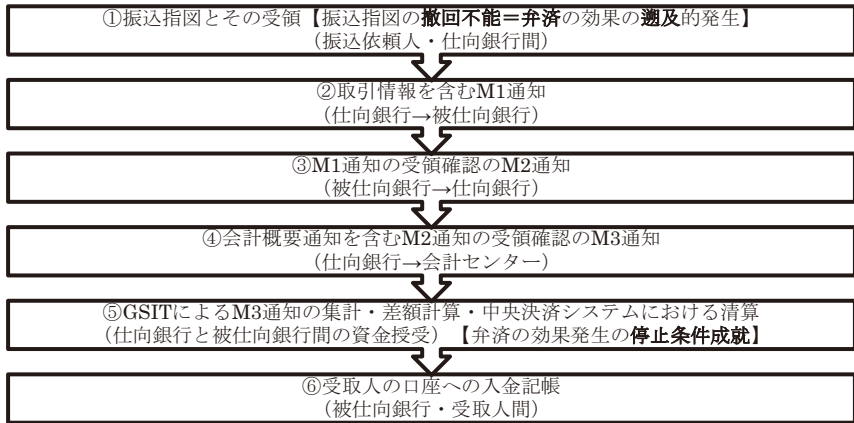 ①振込指図とその受領【振込指図の撤回不能＝弁済の効果の遡及的発生】
（振込依頼人・仕向銀行間）
②取引情報を含むM1通知
（仕向銀行→被仕向銀行）
③M1通知の受領確認のM2通知
（被仕向銀行→仕向銀行）
④会計概要通知を含むM2通知の受領確認のM3通知
（仕向銀行→会計センター）
⑤GSITによるM3通知の集計・差額計算・中央決済システムにおける清算
（仕向銀行と被仕向銀行間の資金授受）【弁済の効果発生の停止条件成就】
⑥受取人の口座への入金記帳
（被仕向銀行・受取人間）